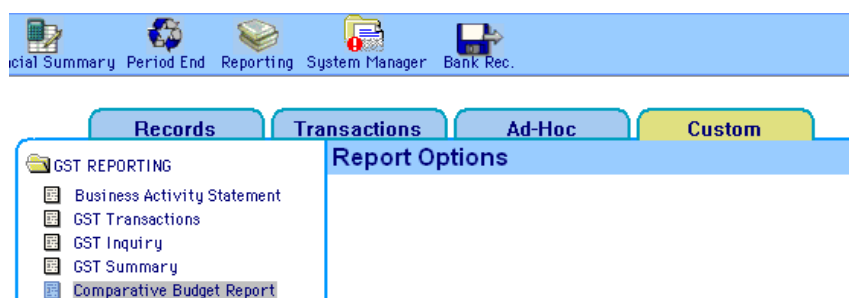 ncial Summary Period End Reporting System Manager Bank Rec.
Records Transactions Ad-Hoc Custom
GST REPORTING Report Options
Business Activity Statement
GST Transactions
GST Inquiry
GST Summary
Comparative Budget Report